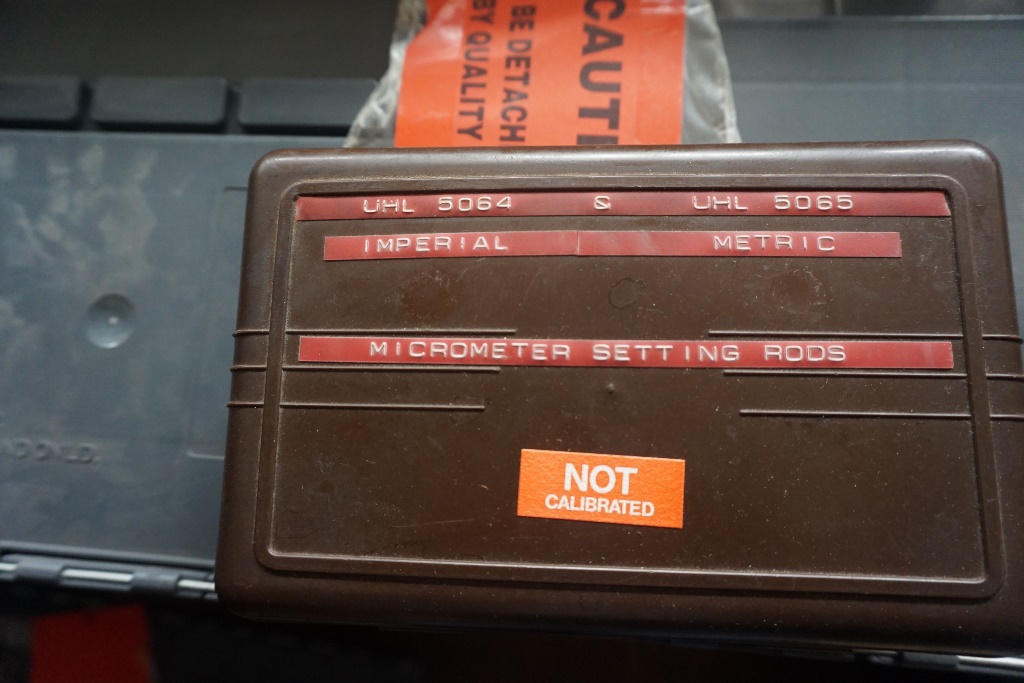 CAUTI
BE DETACH
BY QUALITY
UHL 5064 & UHL 5065
IMPERIAL METRIC
MICROMETER SETTING RODS
NOT
CALIBRATED